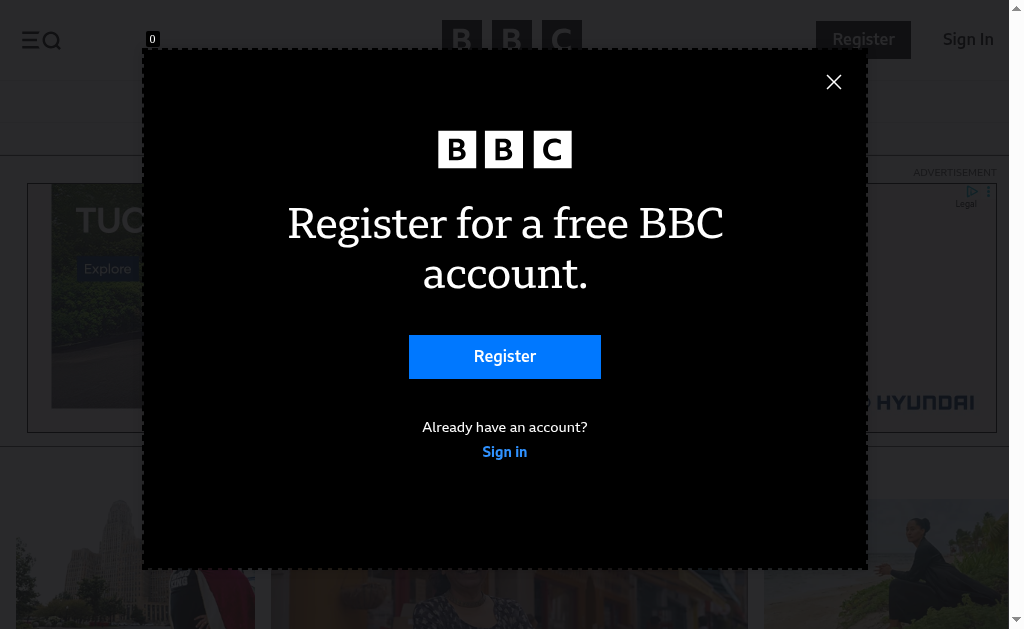 0
BBC
Register
Sign In
ADVERTISEMENT
Legal
TUC
Explore
HYUNDAI
BBC
Register for a free BBC
account.
Register
Already have an account?
Sign in